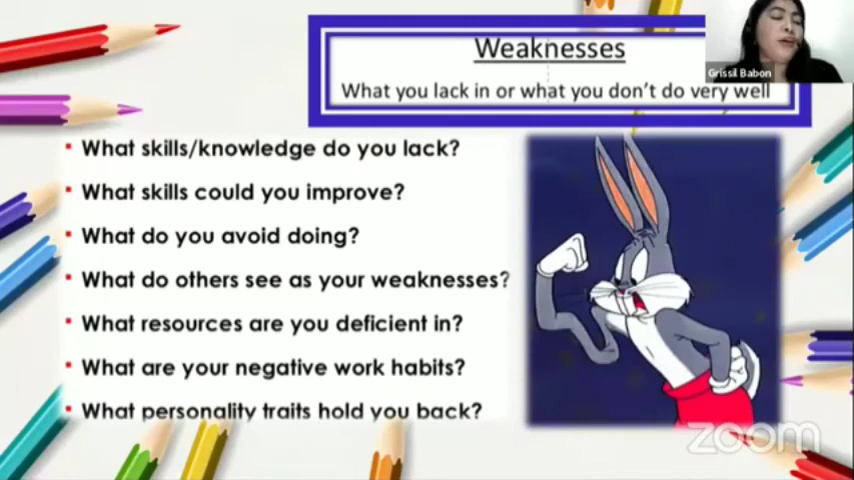 Weaknesses
Grissil Babon
What you lack in or what you don't do very well
▪ What skills/knowledge do you lack?
▪ What skills could you improve?
▪ What do you avoid doing?
▪ What do others see as your weaknesses?
▪ What resources are you deficient in?
▪ What are your negative work habits?
▪ What personality traits hold you back?
zoom